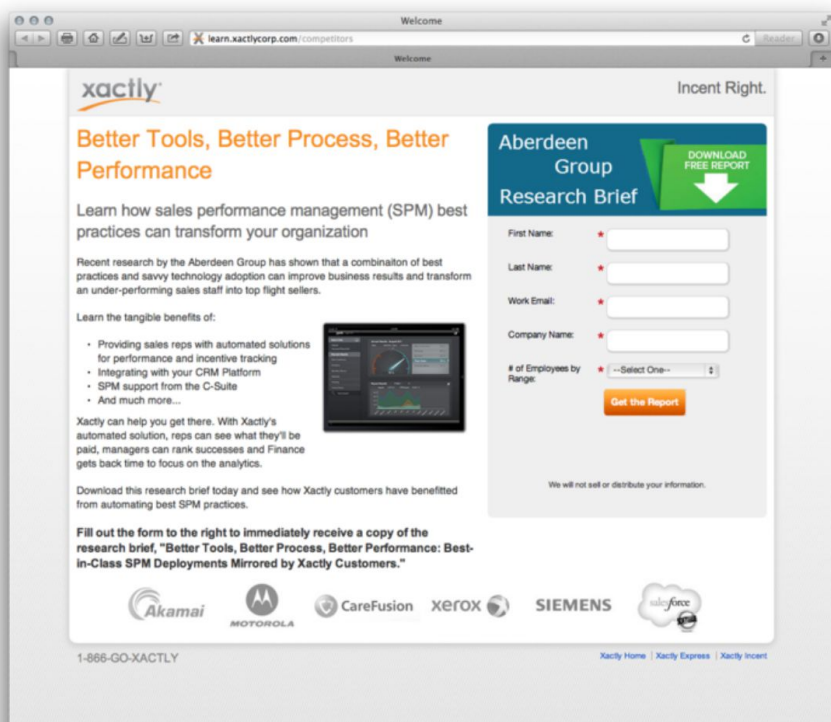 Welcome
learn.xactlycorp.com/competitors
Reader
Welcome
xactly
Incent Right.
Better Tools, Better Process, Better
Performance
Learn how sales performance management (SPM) best
practices can transform your organization
Recent research by the Aberdeen Group has shown that a combinaiton of best
practices and savvy technology adoption can improve business results and transform
an under-performing sales staff into top flight sellers.
Learn the tangible benefits of:
• Providing sales reps with automated solutions
for performance and incentive tracking
• Integrating with your CRM Platform
• SPM support from the C-Suite
• And much more...
Xactly can help you get there. With Xactly's
automated solution, reps can see what they'll be
paid, managers can rank successes and Finance
gets back time to focus on the analytics.
Download this research brief today and see how Xactly customers have benefitted
from automating best SPM practices.
Fill out the form to the right to immediately receive a copy of the
research brief, "Better Tools, Better Process, Better Performance: Best-
in-Class SPM Deployments Mirrored by Xactly Customers."
Aberdeen
Group
Research Brief
DOWNLOAD
FREE REPORT
First Name: *
Last Name: *
Work Email: *
Company Name: *
# of Employees by
Range: * --Select One--
Get the Report
We will not sell or distribute your information.
Akamai
MOTOROLA
CareFusion
xerox
SIEMENS
salesforce
1-866-GO-XACTLY
Xactly Home | Xactly Express | Xactly Incent